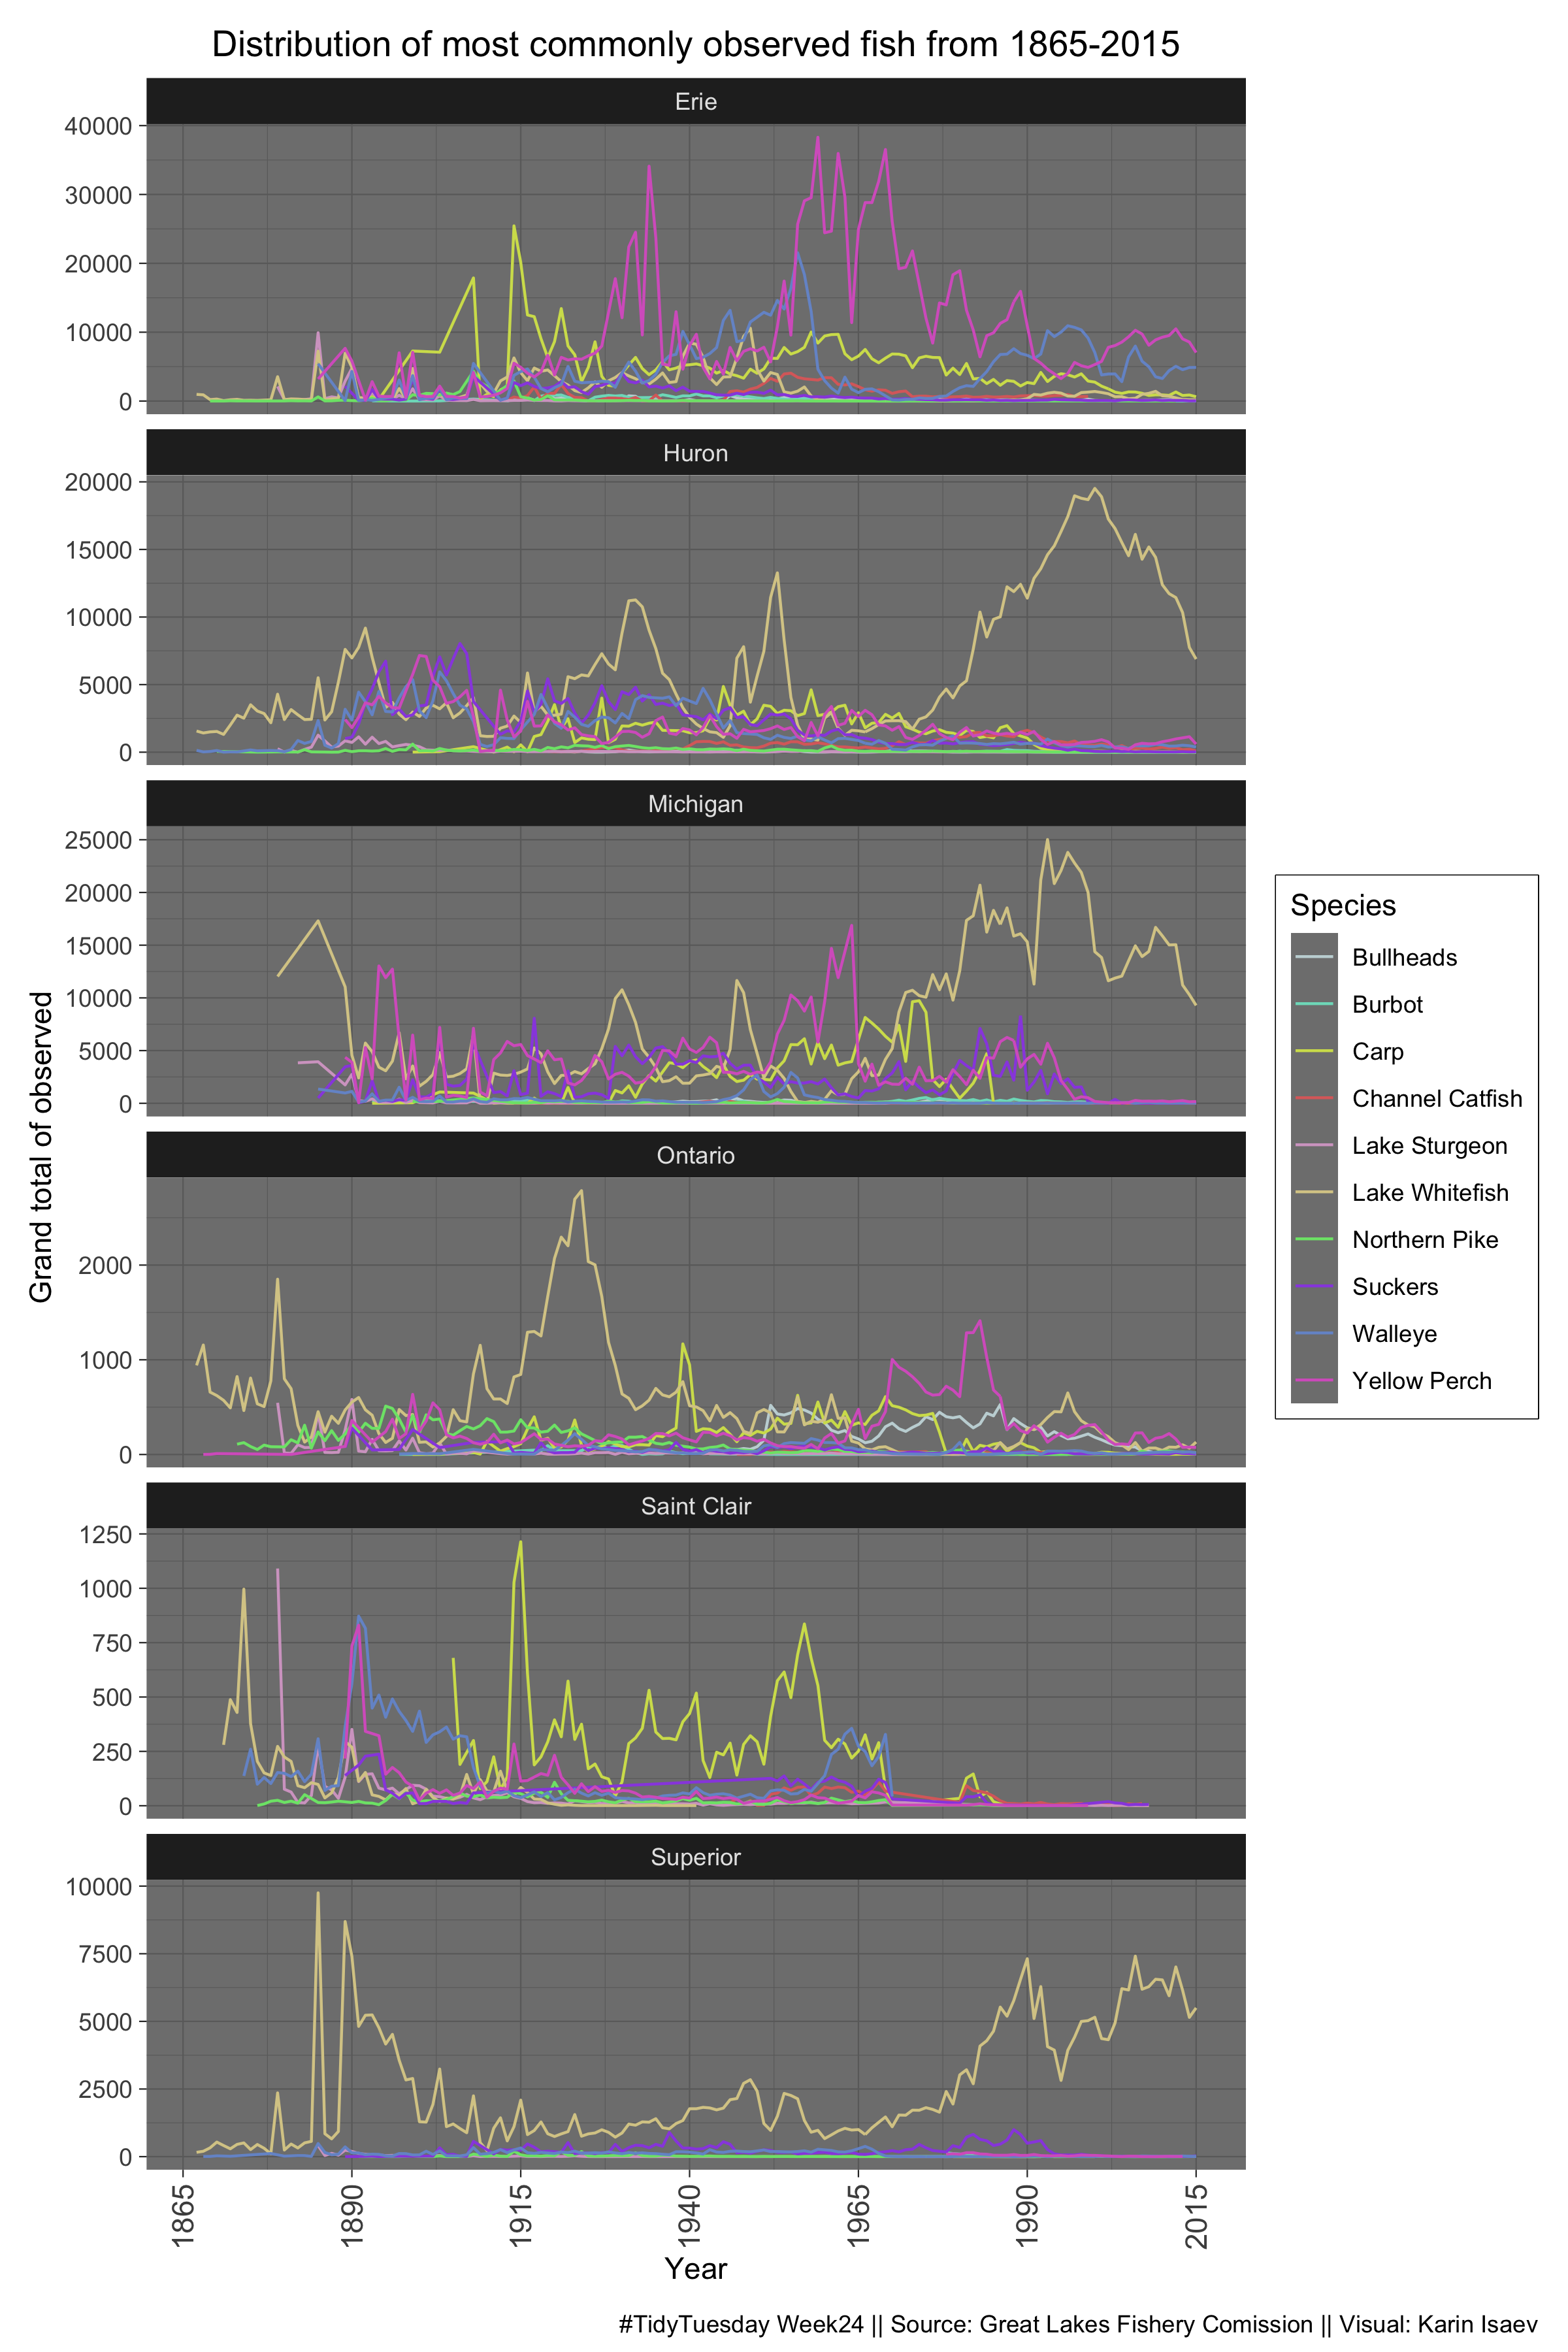 Distribution of most commonly observed fish from 1865-2015
Erie
40000
30000
20000
10000
0
Huron
20000
15000
10000
5000
0
Michigan
25000
20000
15000
10000
5000
0
Ontario
2000
1000
0
Saint Clair
1250
1000
750
500
250
0
Superior
10000
7500
5000
2500
0
1865
1890
1915
1940
1965
1990
2015
Year
Grand total of observed
Species
Bullheads
Burbot
Carp
Channel Catfish
Lake Sturgeon
Lake Whitefish
Northern Pike
Suckers
Walleye
Yellow Perch
#TidyTuesday Week24 || Source: Great Lakes Fishery Comission || Visual: Karin Isaev